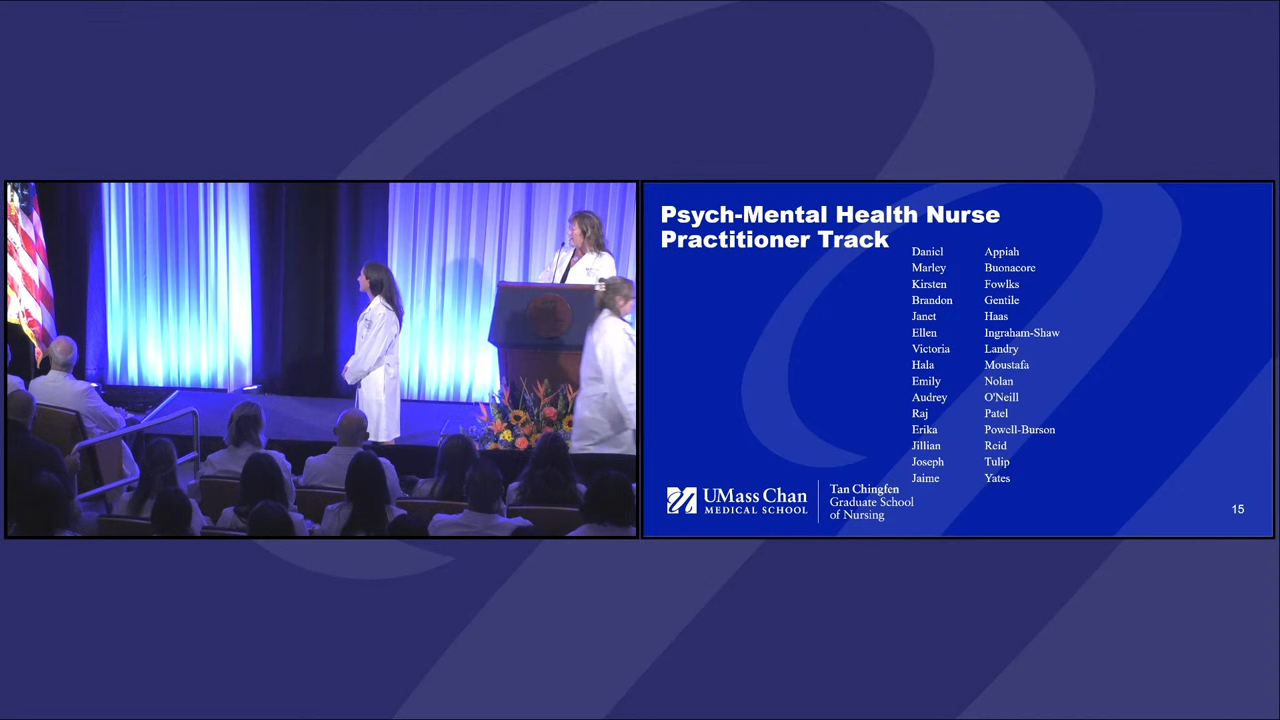 Psych-Mental Health Nurse
Practitioner Track
Daniel Appiah
Marley Buonacore
Kirsten Fowlks
Brandon Gentile
Janet Haas
Ellen Ingraham-Shaw
Victoria Landry
Hala Moustafa
Emily Nolan
Audrey O'Neill
Raj Patel
Erika Powell-Burson
Jillian Reid
Joseph Tulip
Jaime Yates
UMass Chan
MEDICAL SCHOOL
Tan Chingfen
Graduate School
of Nursing
15